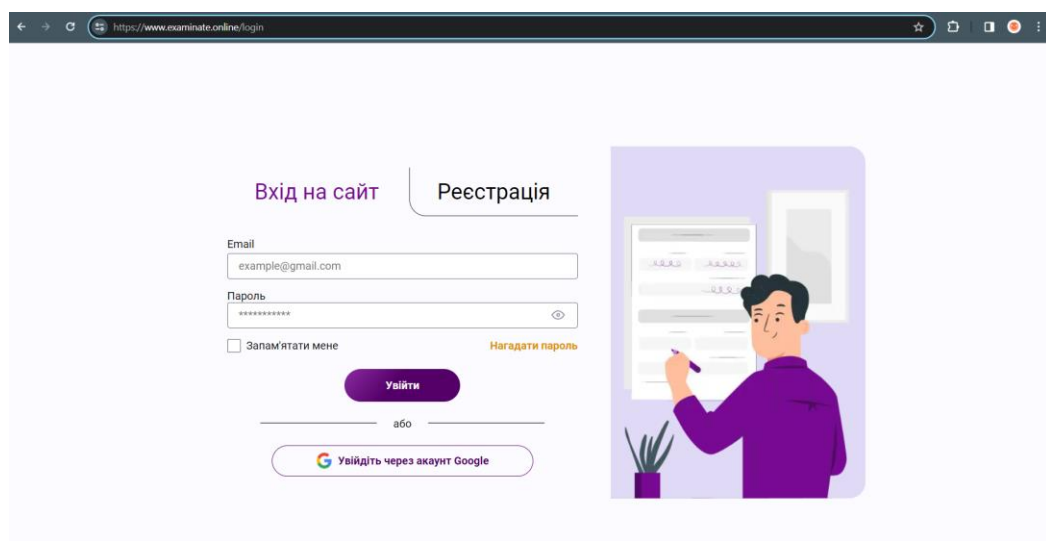 https://www.examinate.online/login
Вхід на сайт
Реєстрація
Email
example@gmail.com
Пароль
***********
Запам'ятати мене
Нагадати пароль
Увійти
або
Увійдіть через акаунт Google